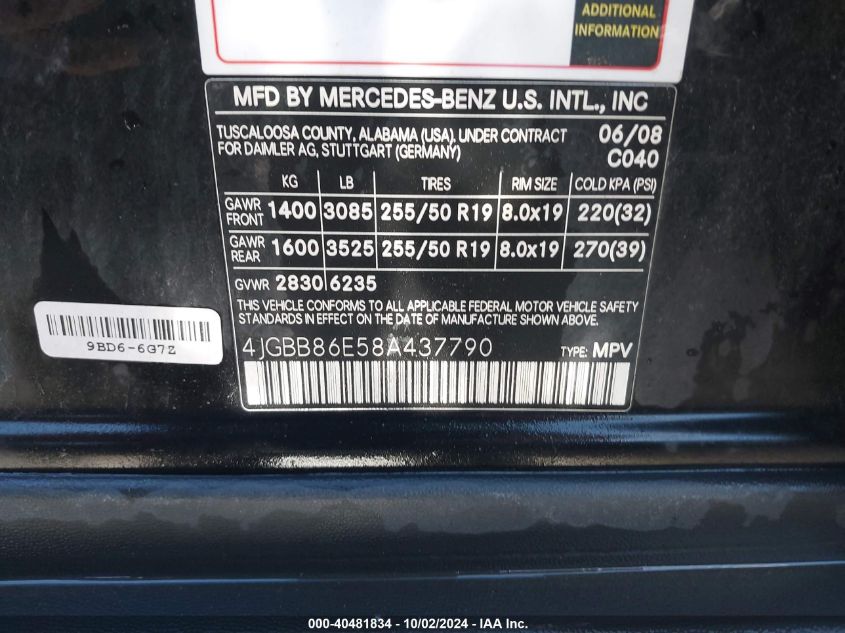 ADDITIONAL
INFORMATION
MFD BY MERCEDES-BENZ U.S. INTL., INC
TUSCALOOSA COUNTY, ALABAMA (USA), UNDER CONTRACT 06/08
FOR DAIMLER AG, STUTTGART (GERMANY) C040
KG LB TIRES RIM SIZE COLD KPA (PSI)
GAWR FRONT 1400 3085 255/50 R19 8.0x19 220(32)
GAWR REAR 1600 3525 255/50 R19 8.0x19 270(39)
GVWR 2830 6235
THIS VEHICLE CONFORMS TO ALL APPLICABLE FEDERAL MOTOR VEHICLE SAFETY
STANDARDS IN EFFECT ON THE DATE OF MANUFACTURE SHOWN ABOVE.
4JGBB86E58A437790 TYPE: MPV
9BD6-6G7Z
000-40481834 - 10/02/2024 - IAA Inc.